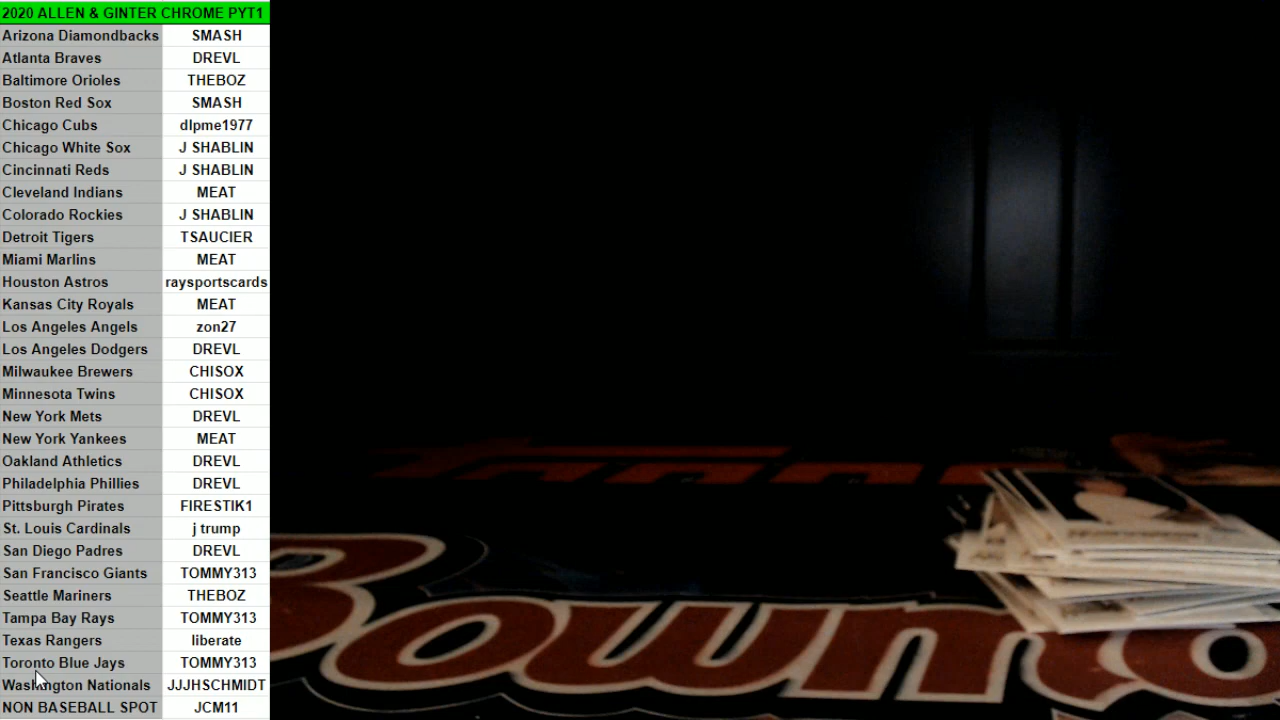 2020 ALLEN & GINTER CHROME PYT1
Arizona Diamondbacks SMASH
Atlanta Braves DREVL
Baltimore Orioles THEBOZ
Boston Red Sox SMASH
Chicago Cubs dlpme1977
Chicago White Sox J SHABLIN
Cincinnati Reds J SHABLIN
Cleveland Indians MEAT
Colorado Rockies J SHABLIN
Detroit Tigers TSAUCIER
Miami Marlins MEAT
Houston Astros raysportscards
Kansas City Royals MEAT
Los Angeles Angels zon27
Los Angeles Dodgers DREVL
Milwaukee Brewers CHISOX
Minnesota Twins CHISOX
New York Mets DREVL
New York Yankees MEAT
Oakland Athletics DREVL
Philadelphia Phillies DREVL
Pittsburgh Pirates FIRESTIK1
St. Louis Cardinals j trump
San Diego Padres DREVL
San Francisco Giants TOMMY313
Seattle Mariners THEBOZ
Tampa Bay Rays TOMMY313
Texas Rangers liberate
Toronto Blue Jays TOMMY313
Washington Nationals JJJHSCHMIDT
NON BASEBALL SPOT JCM11